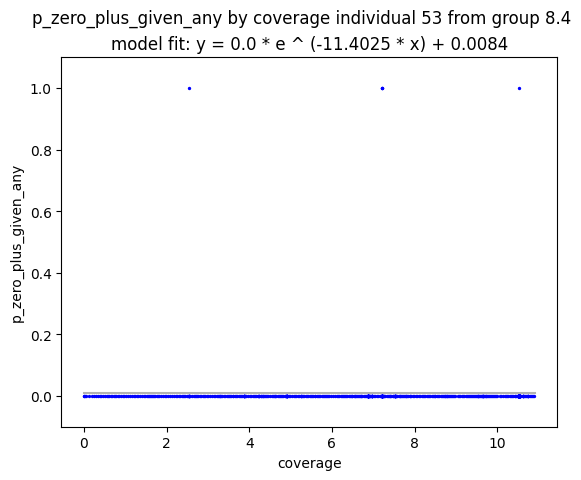 p_zero_plus_given_any by coverage individual 53 from group 8.4
model fit: y = 0.0 * e ^ (-11.4025 * x) + 0.0084
1.0
0.8
0.6
0.4
0.2
0.0
p_zero_plus_given_any
0 2 4 6 8 10
coverage